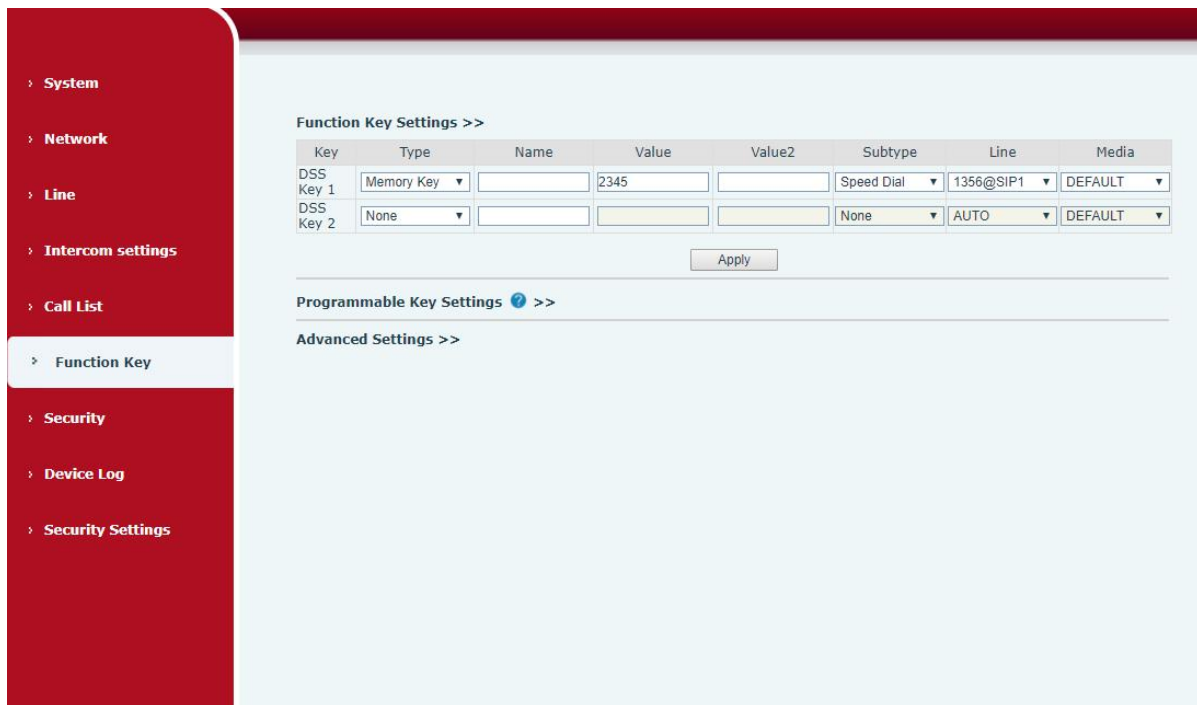 System
Network
Line
Intercom settings
Call List
Function Key
Security
Device Log
Security Settings
Function Key Settings >>
Key Type Name Value Value2 Subtype Line Media
DSS Key 1 Memory Key 2345 Speed Dial 1356@SIP1 DEFAULT
DSS Key 2 None None AUTO DEFAULT
Apply
Programmable Key Settings ? >>
Advanced Settings >>